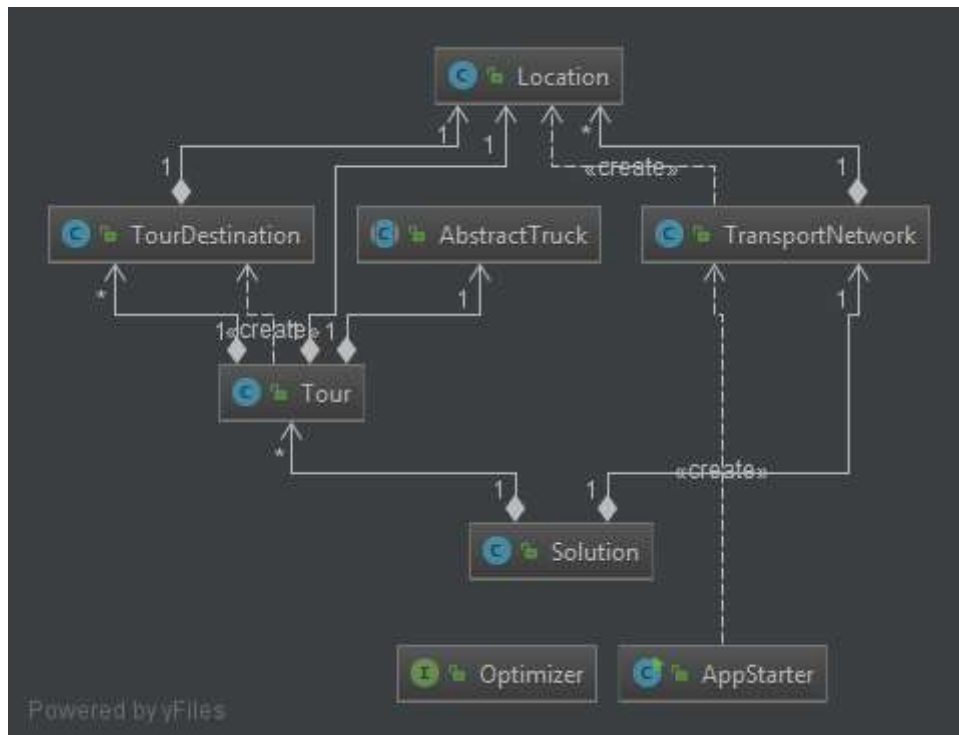 Location
1
1
*
1
«create»
1
TourDestination
AbstractTruck
TransportNetwork
*
1
1
1
«create»
1
1
Tour
*
«create»
1
1
Solution
Optimizer
AppStarter
Powered by yFiles